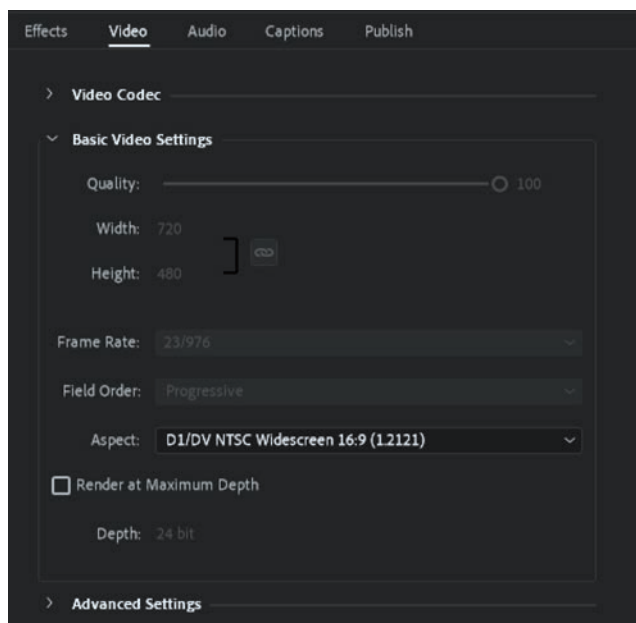 Effects Video Audio Captions Publish
Video Codec
Basic Video Settings
Quality: 100
Width: 720
Height: 480
Frame Rate: 23/976
Field Order: Progressive
Aspect: D1/DV NTSC Widescreen 16:9 (1.2121)
Render at Maximum Depth
Depth: 24 bit
Advanced Settings